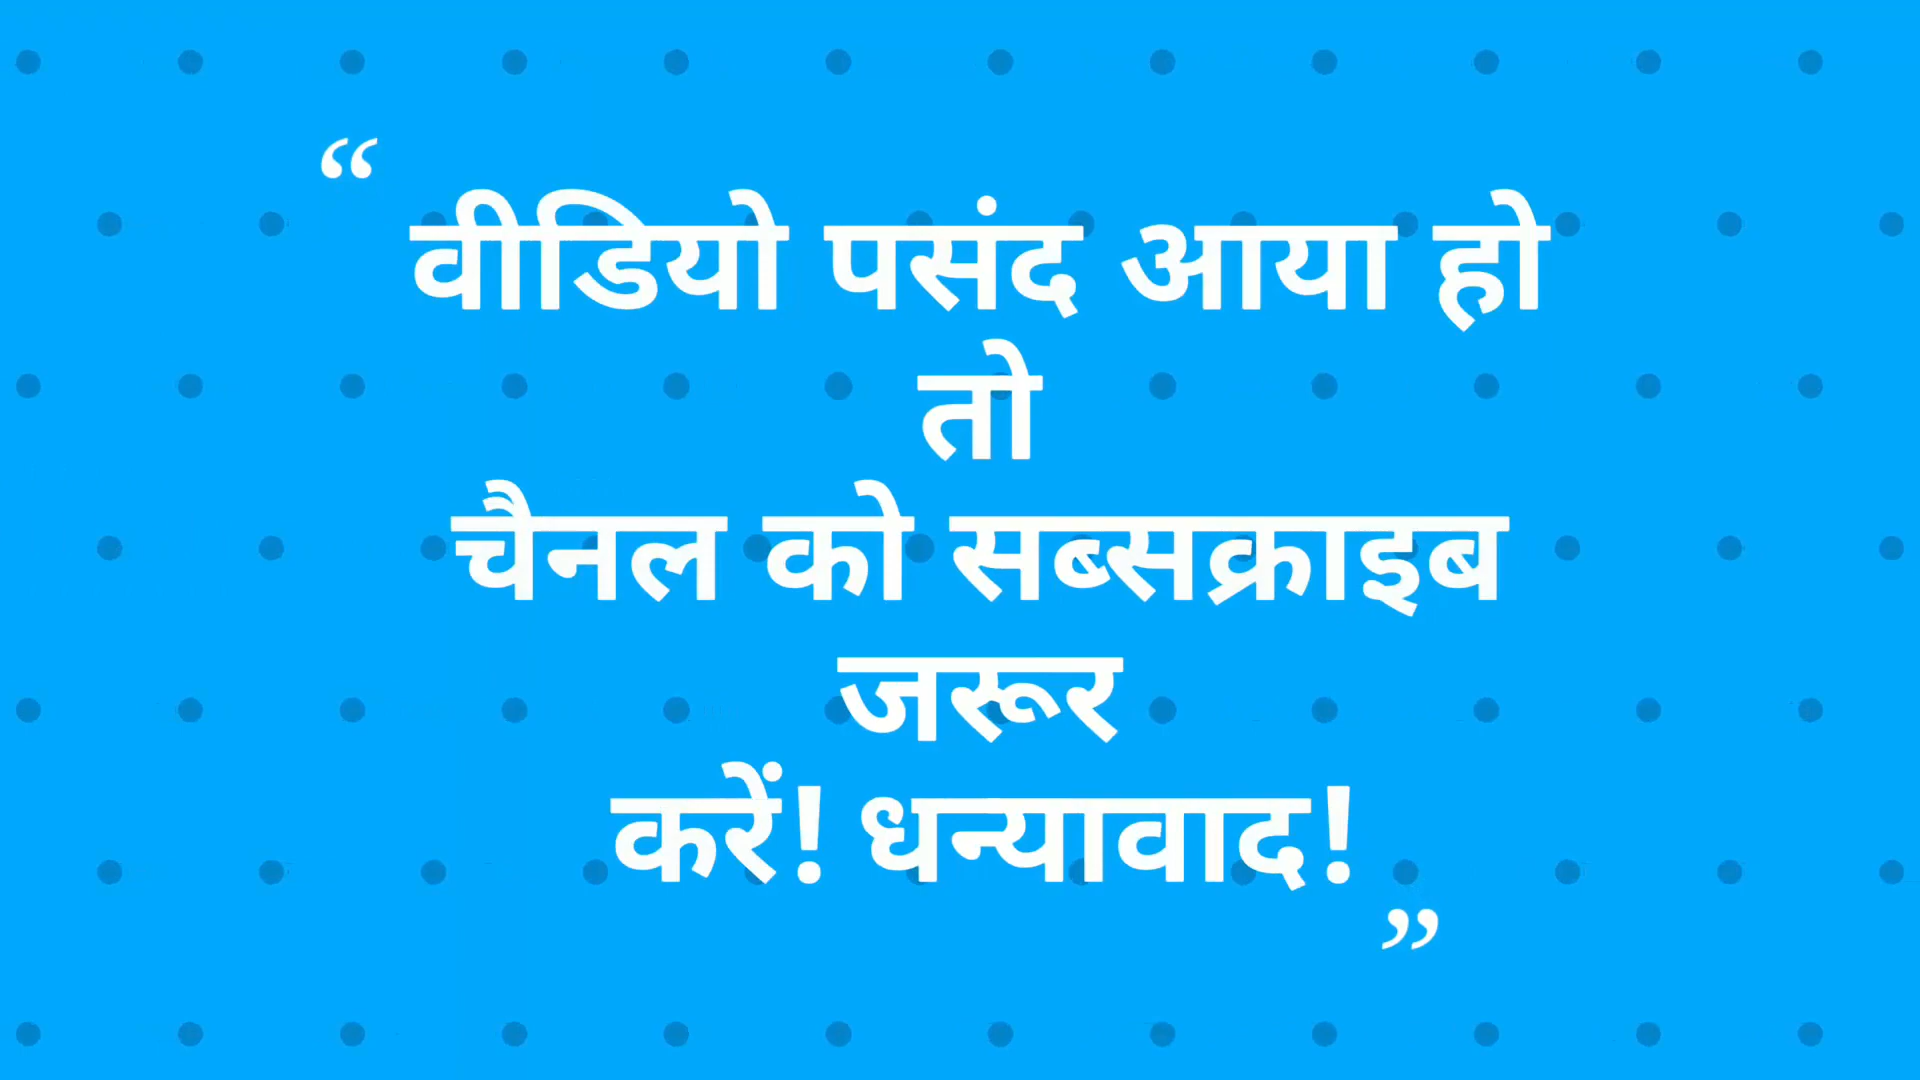 “ वीडियो पसंद आया हो
तो
चैनल को सब्सक्राइब
जरूर
करें! धन्यावाद! ”